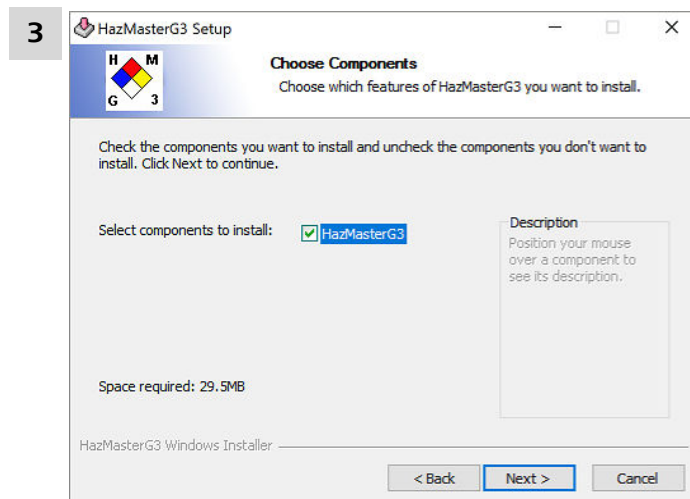 3
HazMasterG3 Setup
H M
G 3
Choose Components
Choose which features of HazMasterG3 you want to install.
Check the components you want to install and uncheck the components you don't want to
install. Click Next to continue.
Select components to install:
HazMasterG3
Description
Position your mouse
over a component to
see its description.
Space required: 29.5MB
HazMasterG3 Windows Installer
< Back
Next >
Cancel